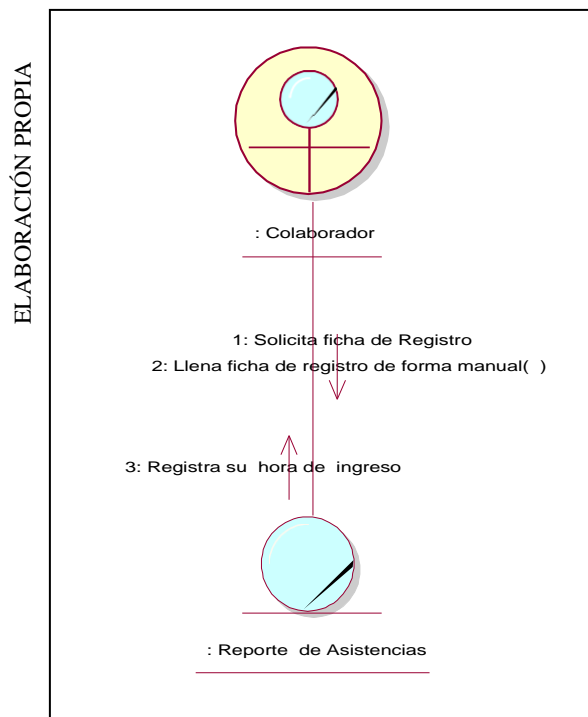 ELABORACIÓN PROPIA
: Colaborador
1: Solicita ficha de Registro
2: Llena ficha de registro de forma manual( )
3: Registra su hora de ingreso
: Reporte de Asistencias